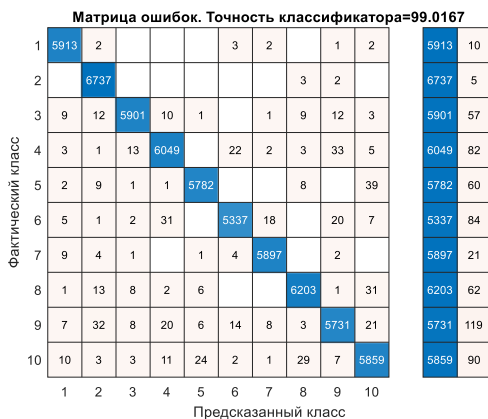 Матрица ошибок. Точность классификатора=99.0167
1 5913 2 3 2 1 2 5913 10
2 6737 3 2 6737 5
3 9 12 5901 10 1 1 9 12 3 5901 57
4 3 1 13 6049 22 2 3 33 5 6049 82
5 2 9 1 1 5782 8 39 5782 60
6 5 1 2 31 5337 18 20 7 5337 84
7 9 4 1 1 4 5897 2 5897 21
8 1 13 8 2 6 6203 1 31 6203 62
9 7 32 8 20 6 14 8 3 5731 21 5731 119
10 10 3 3 11 24 2 1 29 7 5859 5859 90
1 2 3 4 5 6 7 8 9 10
Предсказанный класс
Фактический класс